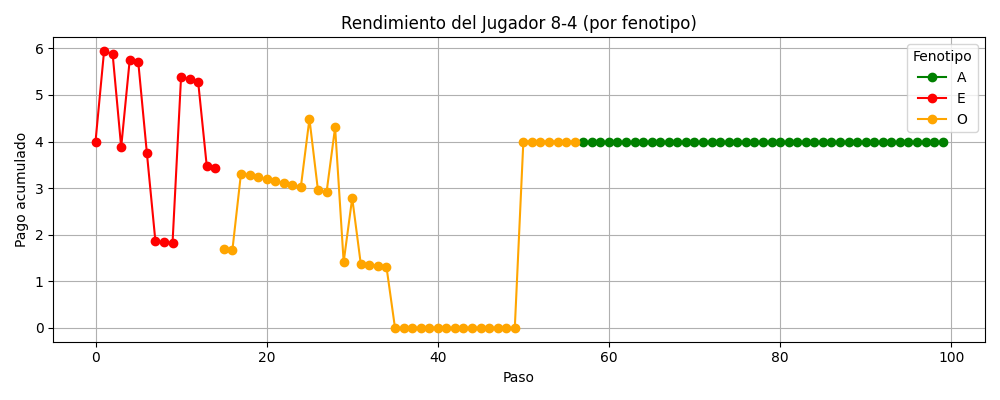 Rendimiento del Jugador 8-4 (por fenotipo)
Pago acumulado
6
5
4
3
2
1
0
0 20 40 60 80 100
Paso
Fenotipo
A
E
O